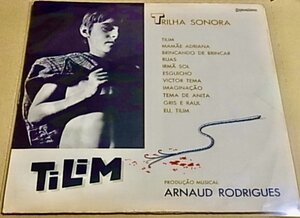 TRILHA SONORA
TILIM
MAMÃE ADRIANA
BRINCANDO DE BRINCAR
RUAS
IRMÃ SOL
ESGUICHO
VICTOR TEMA
IMAGINAÇÃO
TEMA DE ANITA
GRIS E RAUL
EU, TILIM
TILIM
PRODUÇÃO MUSICAL
ARNAUD RODRIGUES